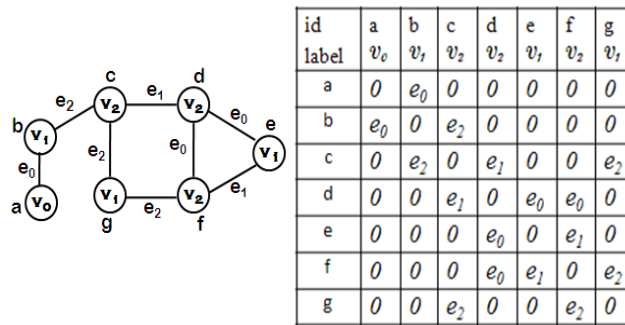 c d
e₁
v₂ v₂
e₂ e₀
b e
v₁ e₂ e₀ v₁
e₀ e₁
a v₀ v₁ v₂
e₂
g f
id a b c d e f g
label v₀ v₁ v₂ v₂ v₁ v₂ v₁
a 0 e₀ 0 0 0 0 0
b e₀ 0 e₂ 0 0 0 0
c 0 e₂ 0 e₁ 0 0 e₂
d 0 0 e₁ 0 e₀ e₀ 0
e 0 0 0 e₀ 0 e₁ 0
f 0 0 0 e₀ e₁ 0 e₂
g 0 0 e₂ 0 0 e₂ 0